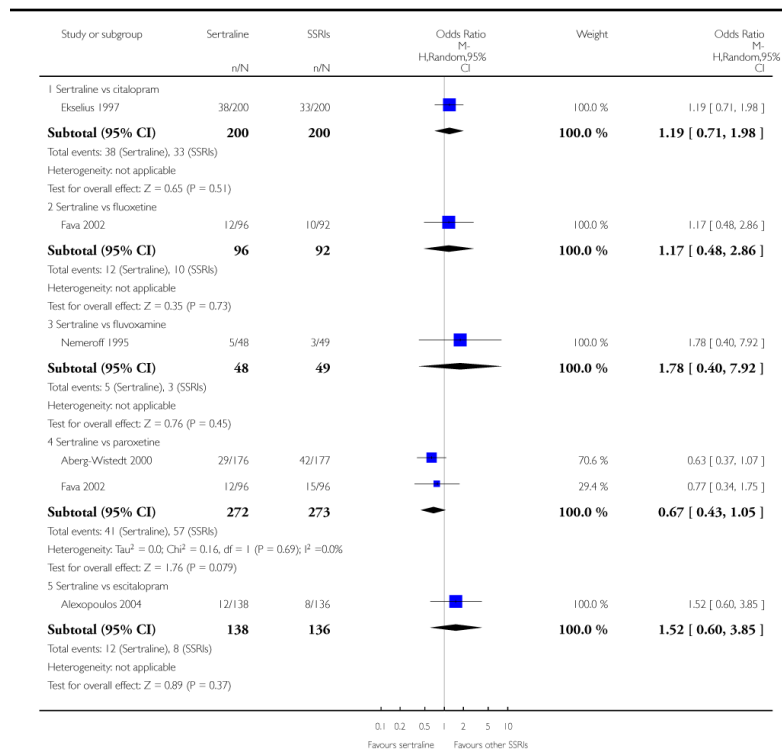 Study or subgroup Sertraline SSRIs Odds Ratio Weight Odds Ratio
M- M-
H,Random,95% H,Random,95%
n/N n/N CI CI
1 Sertraline vs citalopram
Ekselius 1997 38/200 33/200 100.0 % 1.19 [ 0.71, 1.98 ]
Subtotal (95% CI) 200 200 100.0 % 1.19 [ 0.71, 1.98 ]
Total events: 38 (Sertraline), 33 (SSRIs)
Heterogeneity: not applicable
Test for overall effect: Z = 0.65 (P = 0.51)
2 Sertraline vs fluoxetine
Fava 2002 12/96 10/92 100.0 % 1.17 [ 0.48, 2.86 ]
Subtotal (95% CI) 96 92 100.0 % 1.17 [ 0.48, 2.86 ]
Total events: 12 (Sertraline), 10 (SSRIs)
Heterogeneity: not applicable
Test for overall effect: Z = 0.35 (P = 0.73)
3 Sertraline vs fluvoxamine
Nemeroff 1995 5/48 3/49 100.0 % 1.78 [ 0.40, 7.92 ]
Subtotal (95% CI) 48 49 100.0 % 1.78 [ 0.40, 7.92 ]
Total events: 5 (Sertraline), 3 (SSRIs)
Heterogeneity: not applicable
Test for overall effect: Z = 0.76 (P = 0.45)
4 Sertraline vs paroxetine
Aberg-Wistedt 2000 29/176 42/177 70.6 % 0.63 [ 0.37, 1.07 ]
Fava 2002 12/96 15/96 29.4 % 0.77 [ 0.34, 1.75 ]
Subtotal (95% CI) 272 273 100.0 % 0.67 [ 0.43, 1.05 ]
Total events: 41 (Sertraline), 57 (SSRIs)
Heterogeneity: Tau² = 0.0; Chi² = 0.16, df = 1 (P = 0.69); I² =0.0%
Test for overall effect: Z = 1.76 (P = 0.079)
5 Sertraline vs escitalopram
Alexopoulos 2004 12/138 8/136 100.0 % 1.52 [ 0.60, 3.85 ]
Subtotal (95% CI) 138 136 100.0 % 1.52 [ 0.60, 3.85 ]
Total events: 12 (Sertraline), 8 (SSRIs)
Heterogeneity: not applicable
Test for overall effect: Z = 0.89 (P = 0.37)
0.1 0.2 0.5 1 2 5 10
Favours sertraline Favours other SSRIs